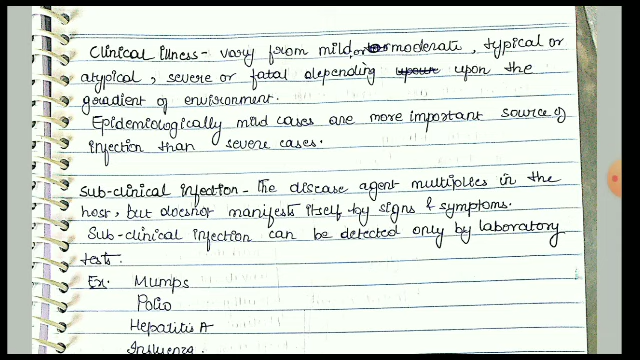 Clinical illness - vary from mild or moderate, typical or
atypical, severe or fatal depending upon the
geradient of environment.
Epidemiologically mild cases are more important source of
infection than severe cases.
Sub-clinical infection - The disease agent multiplies in the
host, but doesnot manifests itself by signs & symptoms.
Sub-clinical infection can be detected only by laboratory
tests.
Ex. Mumps
Polio
Hepatitis A
Influenza.